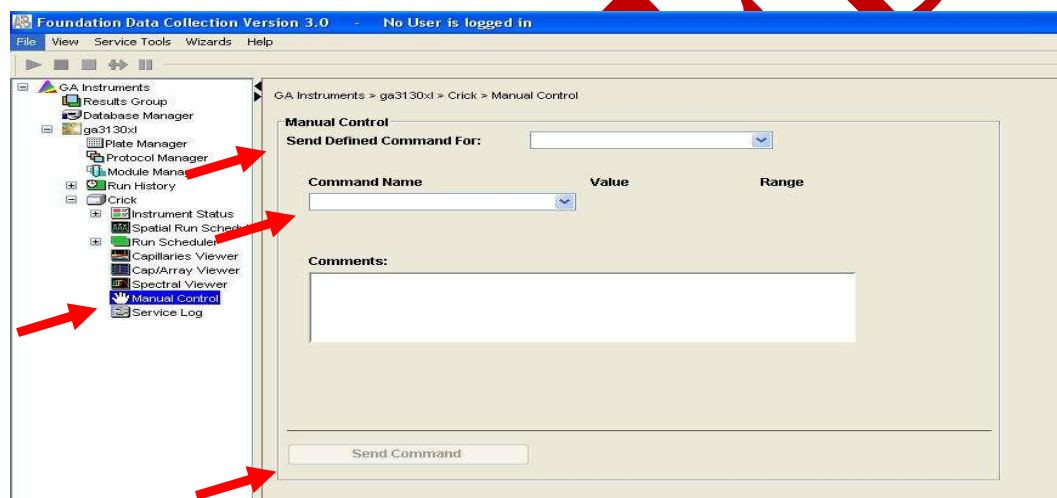 Foundation Data Collection Version 3.0 - No User is logged in
File View Service Tools Wizards Help
GA Instruments
Results Group
Database Manager
ga3130xl
Plate Manager
Protocol Manager
Module Mana
Run History
Crick
Instrument Status
Spatial Run Schedul
Run Scheduler
Capillaries Viewer
Cap/Array Viewer
Spectral Viewer
Manual Control
Service Log
GA Instruments > ga3130xl > Crick > Manual Control
Manual Control
Send Defined Command For:
Command Name Value Range
Comments:
Send Command